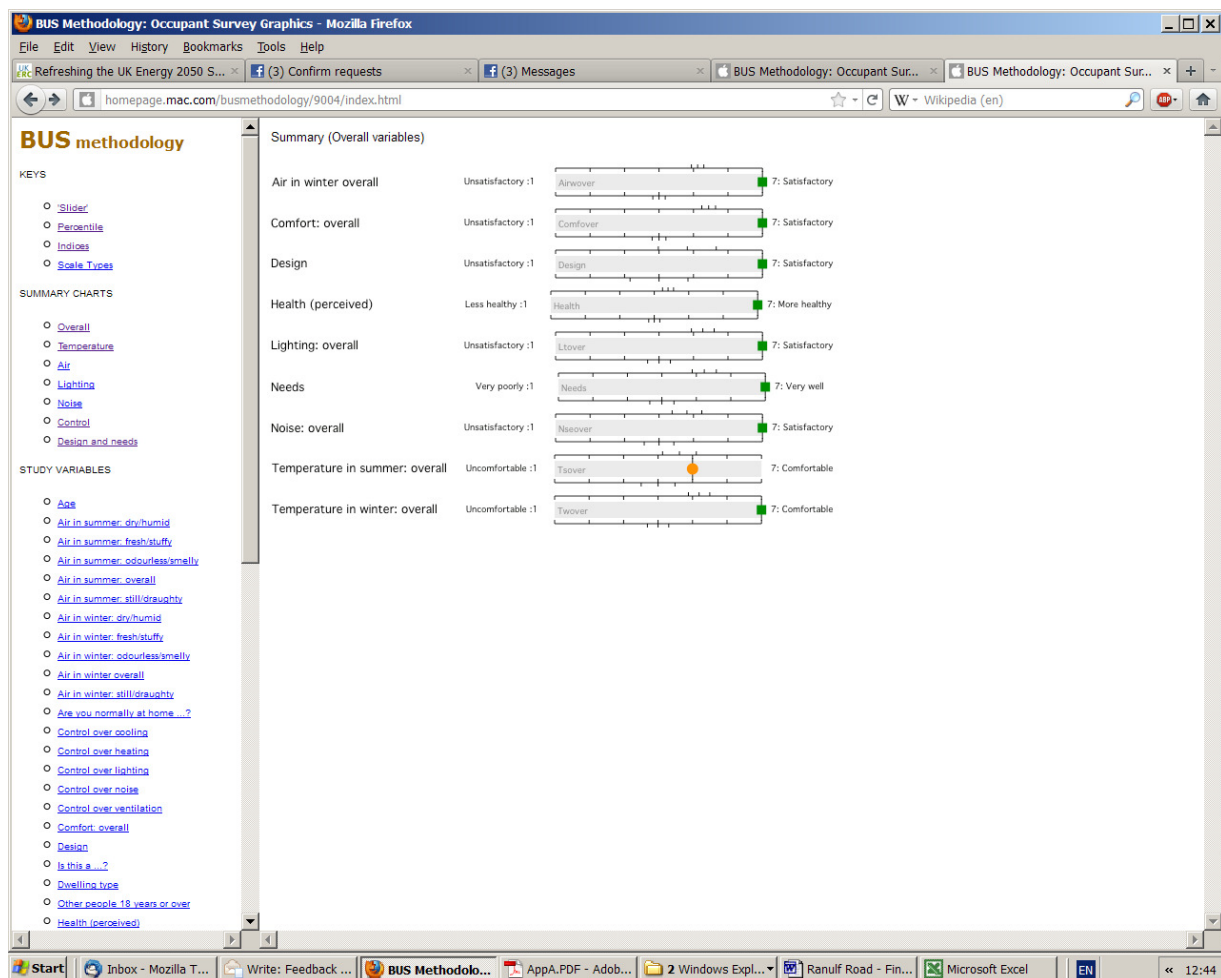 BUS Methodology: Occupant Survey Graphics - Mozilla Firefox
File Edit View History Bookmarks Tools Help
UK ERC Refreshing the UK Energy 2050 S... × (3) Confirm requests × (3) Messages × BUS Methodology: Occupant Sur... × BUS Methodology: Occupant Sur... × +
homepage.mac.com/busmethodology/9004/index.html W Wikipedia (en) ABP
BUS methodology
KEYS
'Slider'
Percentile
Indices
Scale Types
SUMMARY CHARTS
Overall
Temperature
Air
Lighting
Noise
Control
Design and needs
STUDY VARIABLES
Age
Air in summer: dry/humid
Air in summer: fresh/stuffy
Air in summer: odourless/smelly
Air in summer: overall
Air in summer: still/draughty
Air in winter: dry/humid
Air in winter: fresh/stuffy
Air in winter: odourless/smelly
Air in winter overall
Air in winter: still/draughty
Are you normally at home ...?
Control over cooling
Control over heating
Control over lighting
Control over noise
Control over ventilation
Comfort: overall
Design
Is this a ...?
Dwelling type
Other people 18 years or over
Health (perceived)
Summary (Overall variables)
Air in winter overall Unsatisfactory :1 Airwover 7: Satisfactory
Comfort: overall Unsatisfactory :1 Comfover 7: Satisfactory
Design Unsatisfactory :1 Design 7: Satisfactory
Health (perceived) Less healthy :1 Health 7: More healthy
Lighting: overall Unsatisfactory :1 Ltover 7: Satisfactory
Needs Very poorly :1 Needs 7: Very well
Noise: overall Unsatisfactory :1 Nseover 7: Satisfactory
Temperature in summer: overall Uncomfortable :1 Tsover 7: Comfortable
Temperature in winter: overall Uncomfortable :1 Twover 7: Comfortable
Start Inbox - Mozilla T... Write: Feedback ... BUS Methodolo... AppA.PDF - Adob... 2 Windows Expl... Ranulf Road - Fin... Microsoft Excel EN « 12:44